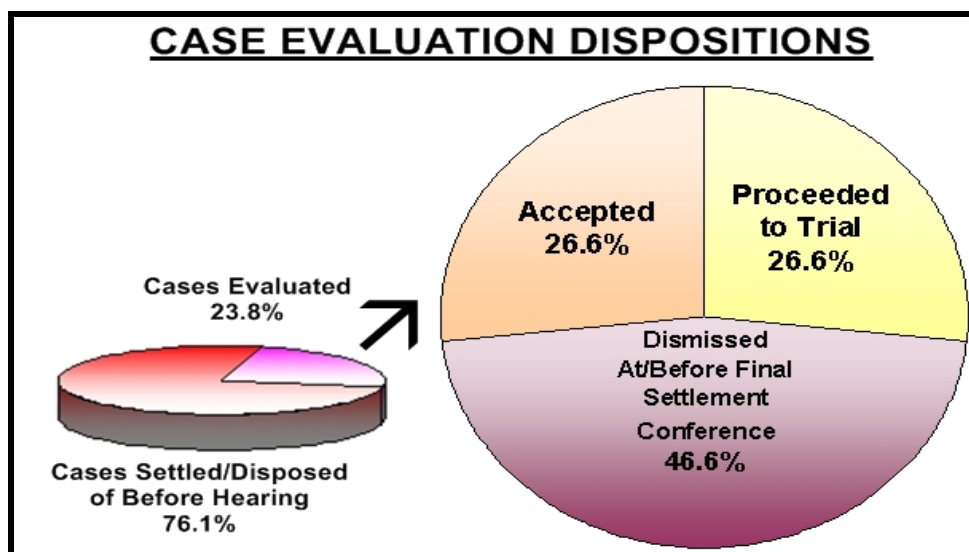 CASE EVALUATION DISPOSITIONS
Accepted
26.6%
Proceeded
to Trial
26.6%
Cases Evaluated
23.8%
Dismissed
At/Before Final
Settlement
Conference
46.6%
Cases Settled/Disposed
of Before Hearing
76.1%